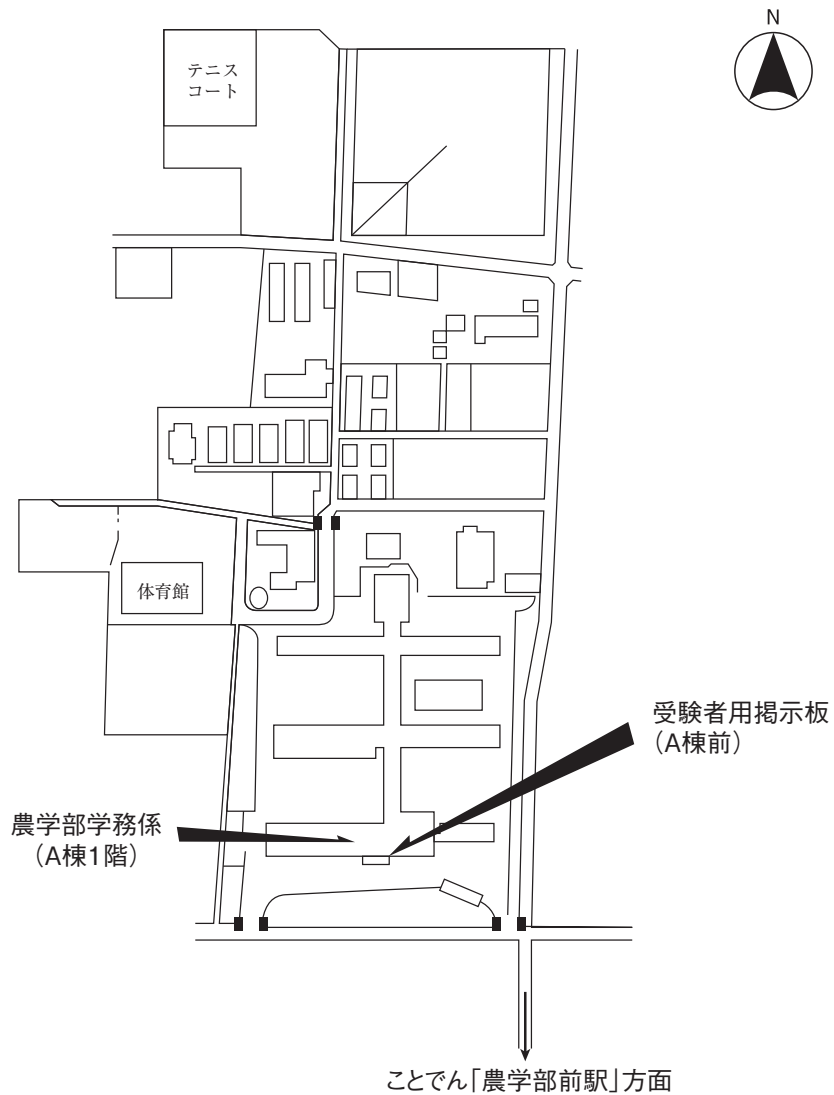 N
テニス
コート
体育館
受験者用掲示板
（A棟前）
農学部学務係
（A棟1階）
ことでん「農学部前駅」方面